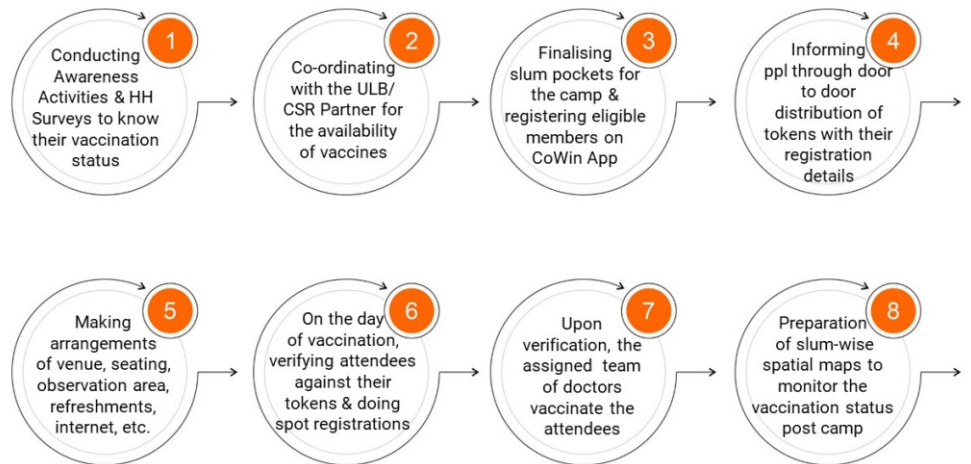 1
Conducting
Awareness
Activities & HH
Surveys to know
their vaccination
status
2
Co-ordinating
with the ULB/
CSR Partner for
the availability
of vaccines
3
Finalising
slum pockets for
the camp &
registering eligible
members on
CoWin App
4
Informing
ppl through door
to door
distribution of
tokens with their
registration
details
5
Making
arrangements
of venue, seating,
observation area,
refreshments,
internet, etc.
6
On the day
of vaccination,
verifying attendees
against their
tokens & doing
spot registrations
7
Upon
verification, the
assigned team
of doctors
vaccinate the
attendees
8
Preparation
of slum-wise
spatial maps to
monitor the
vaccination status
post camp